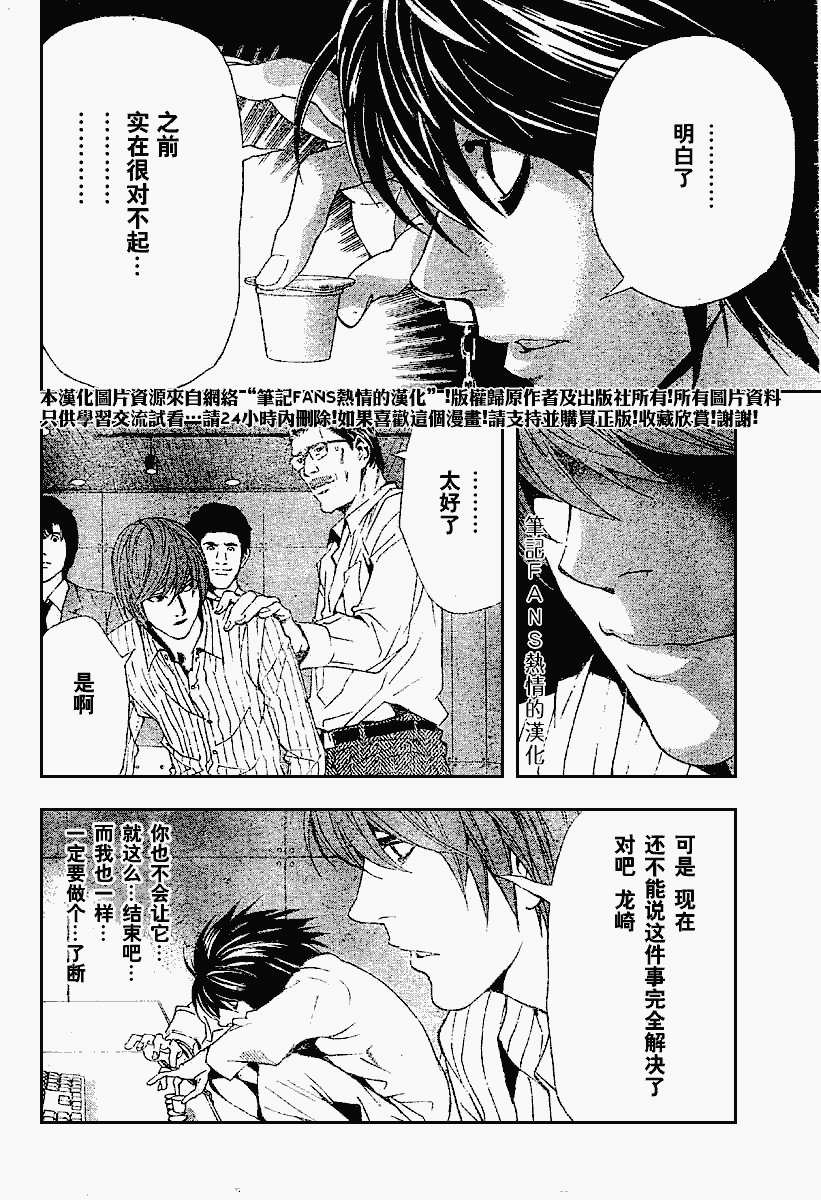 …………
明白了
之前
实在很对不起…
…………
…………
本漢化圖片資源來自網絡“筆記FANS熱情的漢化”!版權歸原作者及出版社所有!所有圖片資料
只供學習交流試看…請24小時內刪除!如果喜歡這個漫畫!請支持並購買正版!收藏欣賞!謝謝!
筆記FANS熱情的漢化
………
太好了
是啊
可是 现在
还不能说这件事完全解决了
对吧 龙崎
你也不会让它…
就这么…结束吧…
而我也一样…
一定要做个…了断